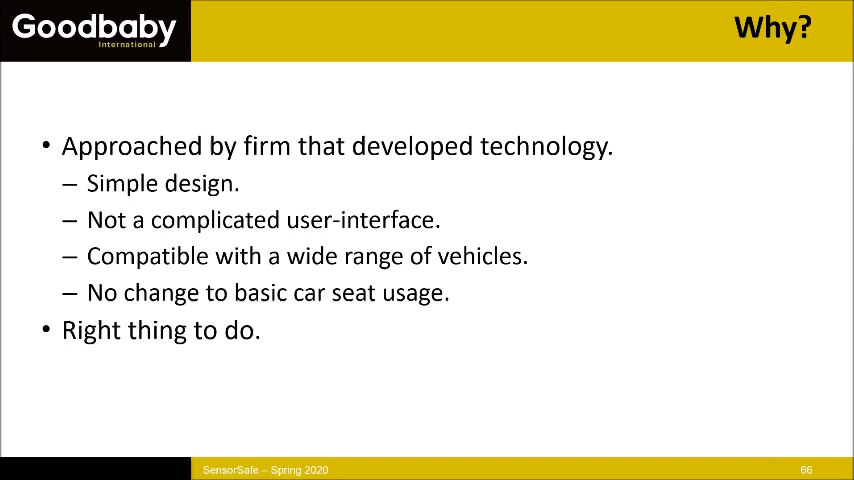 Goodbaby
International
Why?
• Approached by firm that developed technology.
– Simple design.
– Not a complicated user-interface.
– Compatible with a wide range of vehicles.
– No change to basic car seat usage.
• Right thing to do.
SensorSafe – Spring 2020
66